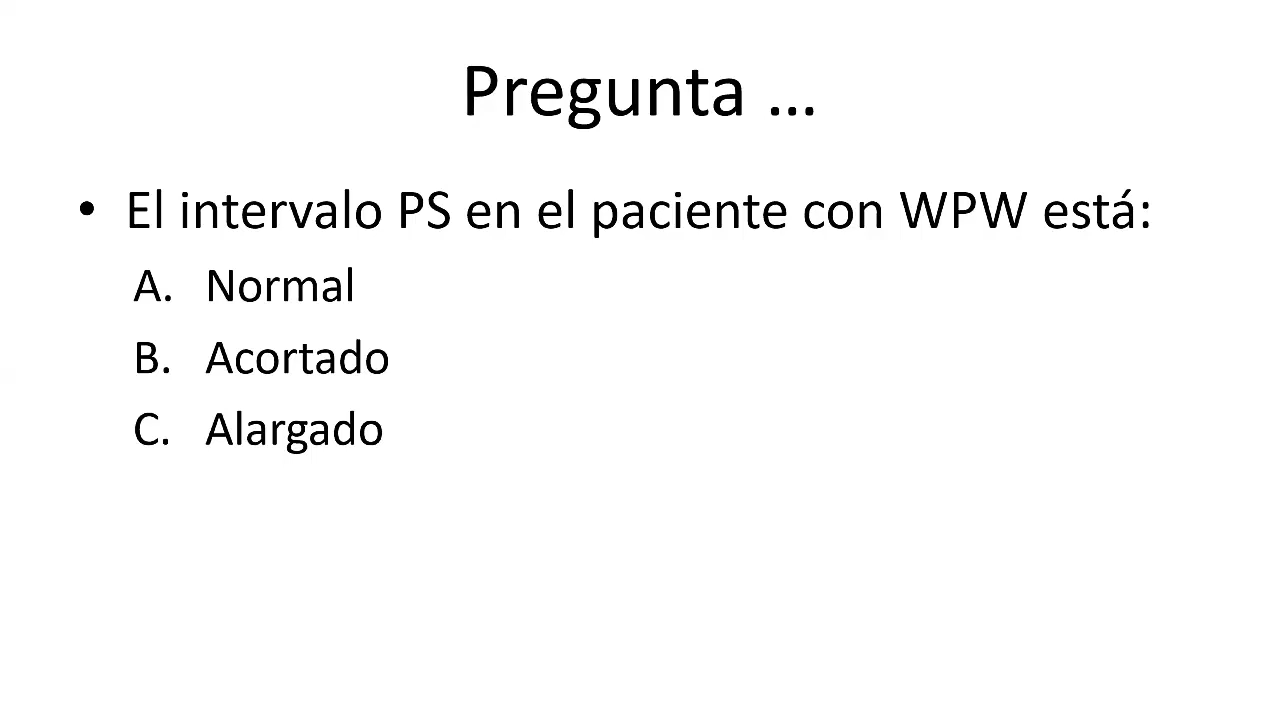 Pregunta …
• El intervalo PS en el paciente con WPW está:
A. Normal
B. Acortado
C. Alargado